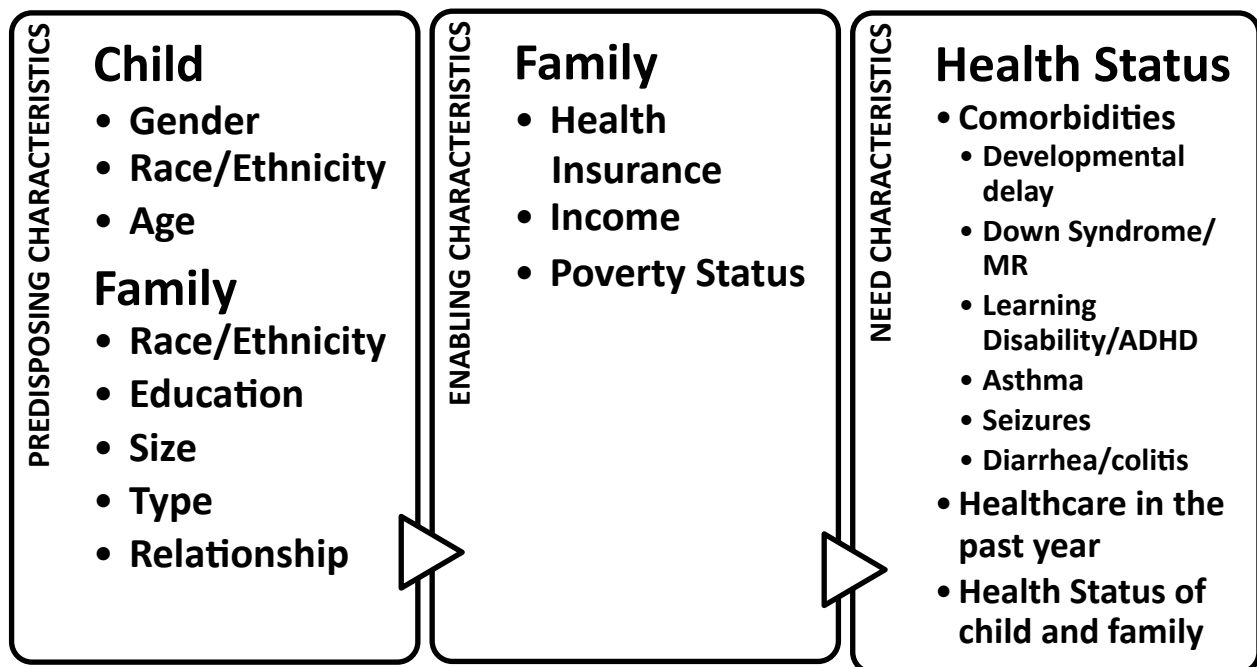 PREDISPOSING CHARACTERISTICS
Child
• Gender
• Race/Ethnicity
• Age
Family
• Race/Ethnicity
• Education
• Size
• Type
• Relationship
ENABLING CHARACTERISTICS
Family
• Health
Insurance
• Income
• Poverty Status
NEED CHARACTERISTICS
Health Status
• Comorbidities
• Developmental
delay
• Down Syndrome/
MR
• Learning
Disability/ADHD
• Asthma
• Seizures
• Diarrhea/colitis
• Healthcare in the
past year
• Health Status of
child and family